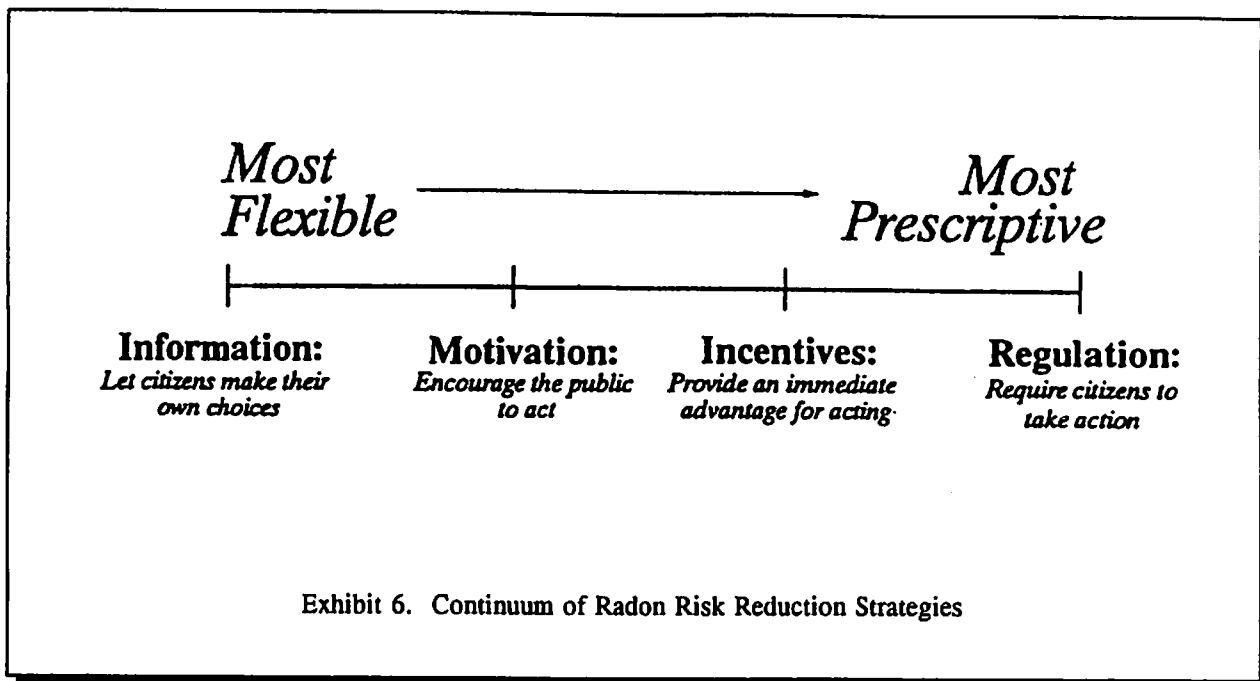 Most
Flexible
Most
Prescriptive
Information:
Let citizens make their
own choices
Motivation:
Encourage the public
to act
Incentives:
Provide an immediate
advantage for acting
Regulation:
Require citizens to
take action
Exhibit 6. Continuum of Radon Risk Reduction Strategies